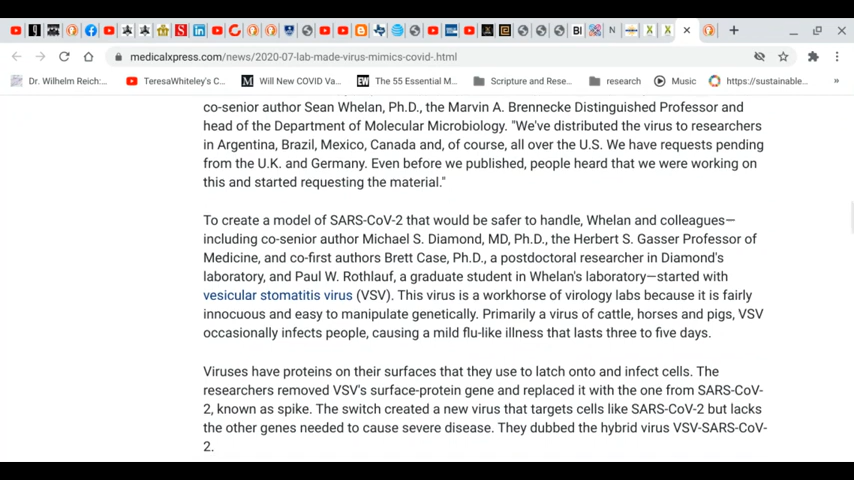 medicalxpress.com/news/2020-07-lab-made-virus-mimics-covid-.html
Dr. Wilhelm Reich:... TeresaWhiteley's C... Will New COVID Va... The 55 Essential M... Scripture and Rese... research Music https://sustainable... »
co-senior author Sean Whelan, Ph.D., the Marvin A. Brennecke Distinguished Professor and
head of the Department of Molecular Microbiology. "We've distributed the virus to researchers
in Argentina, Brazil, Mexico, Canada and, of course, all over the U.S. We have requests pending
from the U.K. and Germany. Even before we published, people heard that we were working on
this and started requesting the material."
To create a model of SARS-CoV-2 that would be safer to handle, Whelan and colleagues—
including co-senior author Michael S. Diamond, MD, Ph.D., the Herbert S. Gasser Professor of
Medicine, and co-first authors Brett Case, Ph.D., a postdoctoral researcher in Diamond's
laboratory, and Paul W. Rothlauf, a graduate student in Whelan's laboratory—started with
vesicular stomatitis virus (VSV). This virus is a workhorse of virology labs because it is fairly
innocuous and easy to manipulate genetically. Primarily a virus of cattle, horses and pigs, VSV
occasionally infects people, causing a mild flu-like illness that lasts three to five days.
Viruses have proteins on their surfaces that they use to latch onto and infect cells. The
researchers removed VSV's surface-protein gene and replaced it with the one from SARS-CoV-
2, known as spike. The switch created a new virus that targets cells like SARS-CoV-2 but lacks
the other genes needed to cause severe disease. They dubbed the hybrid virus VSV-SARS-CoV-
2.